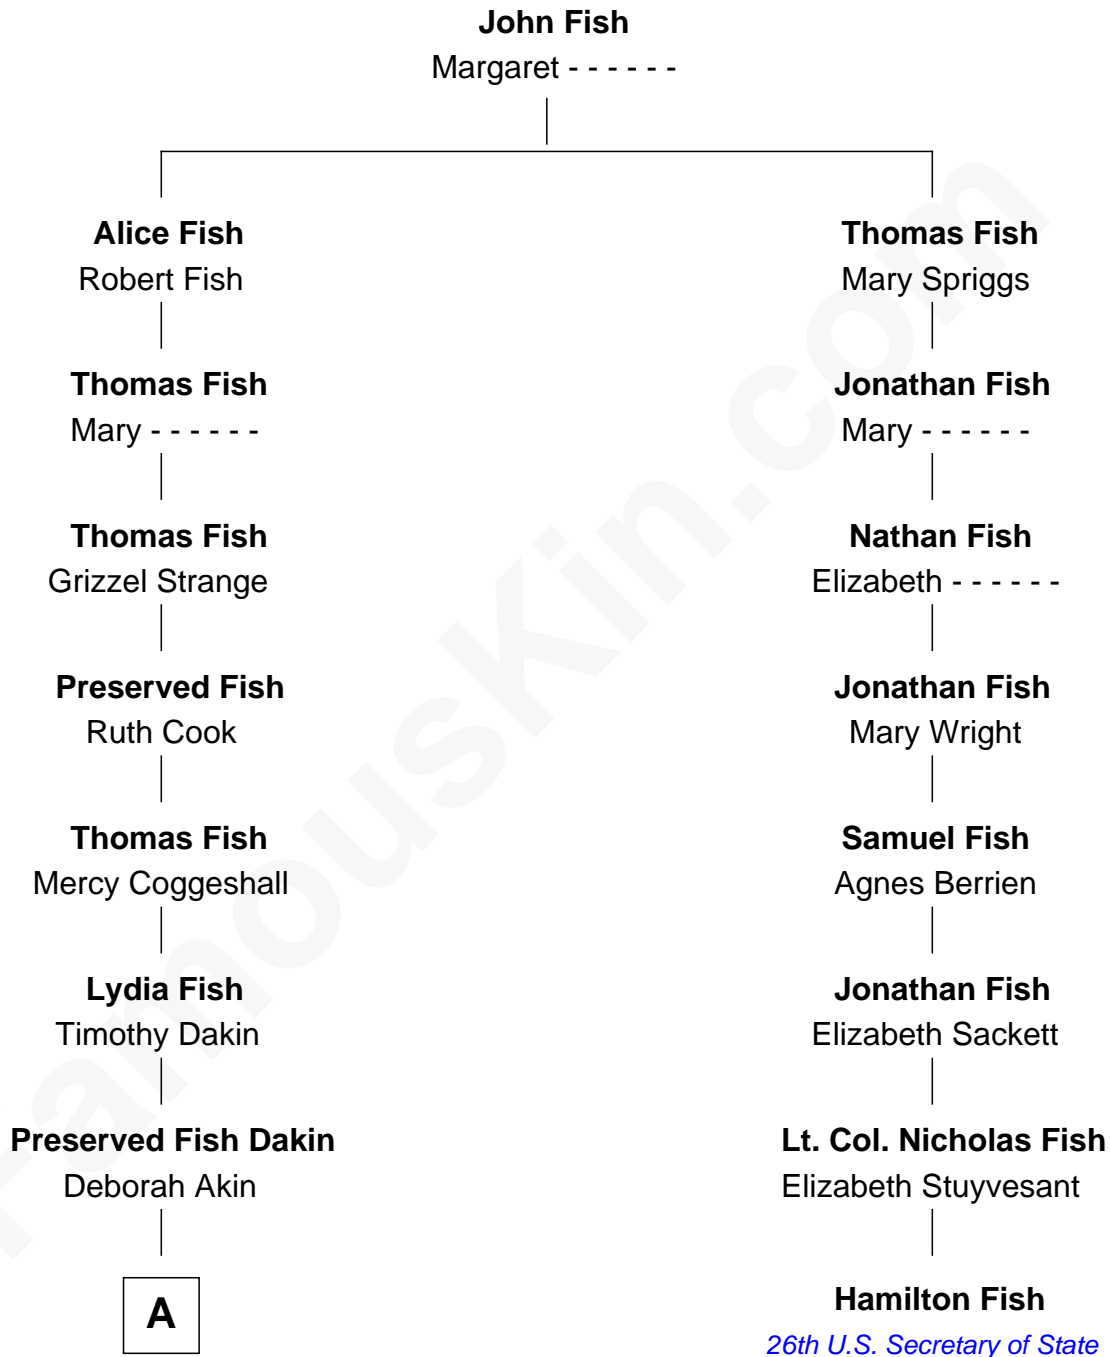 John Fish
Margaret - - - - - -
Alice Fish
Robert Fish
Thomas Fish
Mary Spriggs
Thomas Fish
Mary - - - - - -
Jonathan Fish
Mary - - - - - -
Thomas Fish
Grizzel Strange
Nathan Fish
Elizabeth - - - - - -
Preserved Fish
Ruth Cook
Jonathan Fish
Mary Wright
Thomas Fish
Mercy Coggeshall
Samuel Fish
Agnes Berrien
Lydia Fish
Timothy Dakin
Jonathan Fish
Elizabeth Sackett
Preserved Fish Dakin
Deborah Akin
Lt. Col. Nicholas Fish
Elizabeth Stuyvesant
A
Hamilton Fish
26th U.S. Secretary of State
FamousKin.com